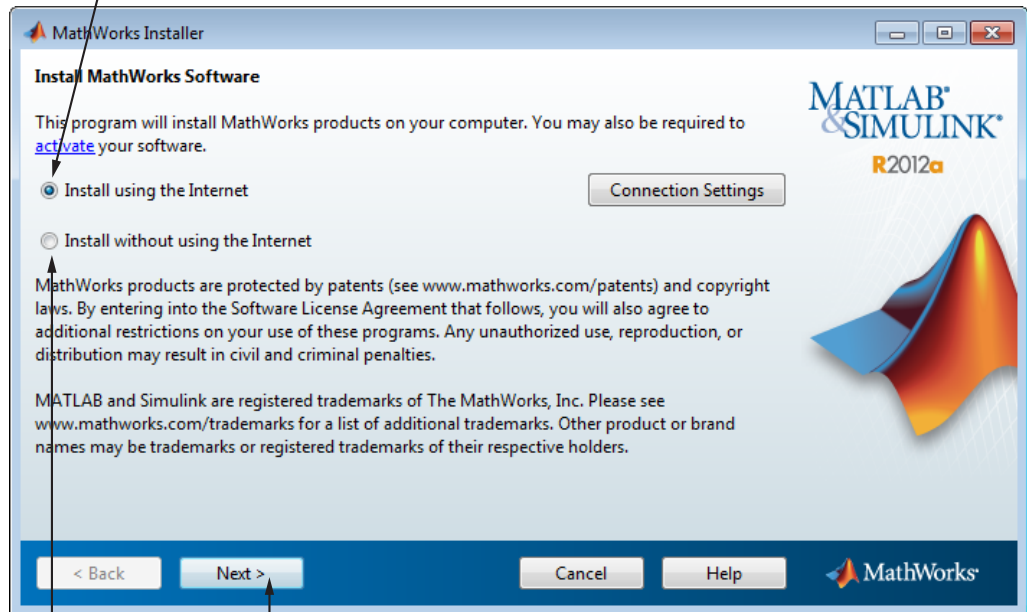 MathWorks Installer
Install MathWorks Software
MATLAB®
&SIMULINK®
R2012a
This program will install MathWorks products on your computer. You may also be required to
activate your software.
Install using the Internet
Connection Settings
Install without using the Internet
MathWorks products are protected by patents (see www.mathworks.com/patents) and copyright
laws. By entering into the Software License Agreement that follows, you will also agree to
additional restrictions on your use of these programs. Any unauthorized use, reproduction, or
distribution may result in civil and criminal penalties.
MATLAB and Simulink are registered trademarks of The MathWorks, Inc. Please see
www.mathworks.com/trademarks for a list of additional trademarks. Other product or brand
names may be trademarks or registered trademarks of their respective holders.
< Back
Next >
Cancel
Help
MathWorks®